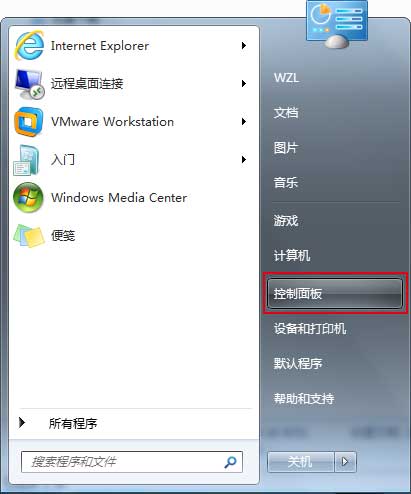 Internet Explorer
远程桌面连接
VMware Workstation
入门
Windows Media Center
便笺
所有程序
搜索程序和文件
WZL
文档
图片
音乐
游戏
计算机
控制面板
设备和打印机
默认程序
帮助和支持
关机